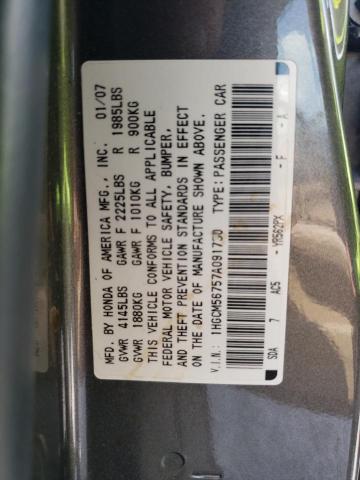 MFD. BY HONDA OF AMERICA MFG., INC. 01/07
GVWR 4145LBS GAWR F 2225LBS R 1985LBS
GVWR 1880KG GAWR F 1010KG R 900KG
THIS VEHICLE CONFORMS TO ALL APPLICABLE
FEDERAL MOTOR VEHICLE SAFETY, BUMPER,
AND THEFT PREVENTION STANDARDS IN EFFECT
ON THE DATE OF MANUFACTURE SHOWN ABOVE.
V.I.N.: TYPE: PASSENGER CAR
1HGCM56757A091730
SDA 7 AC5 - YR562PX - F - A